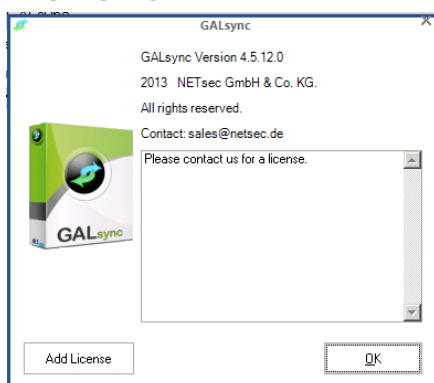 GALsync
GALsync Version 4.5.12.0
2013 NETsec GmbH & Co. KG.
All rights reserved.
Contact: sales@netsec.de
Please contact us for a license.
GALsync
Add License
OK